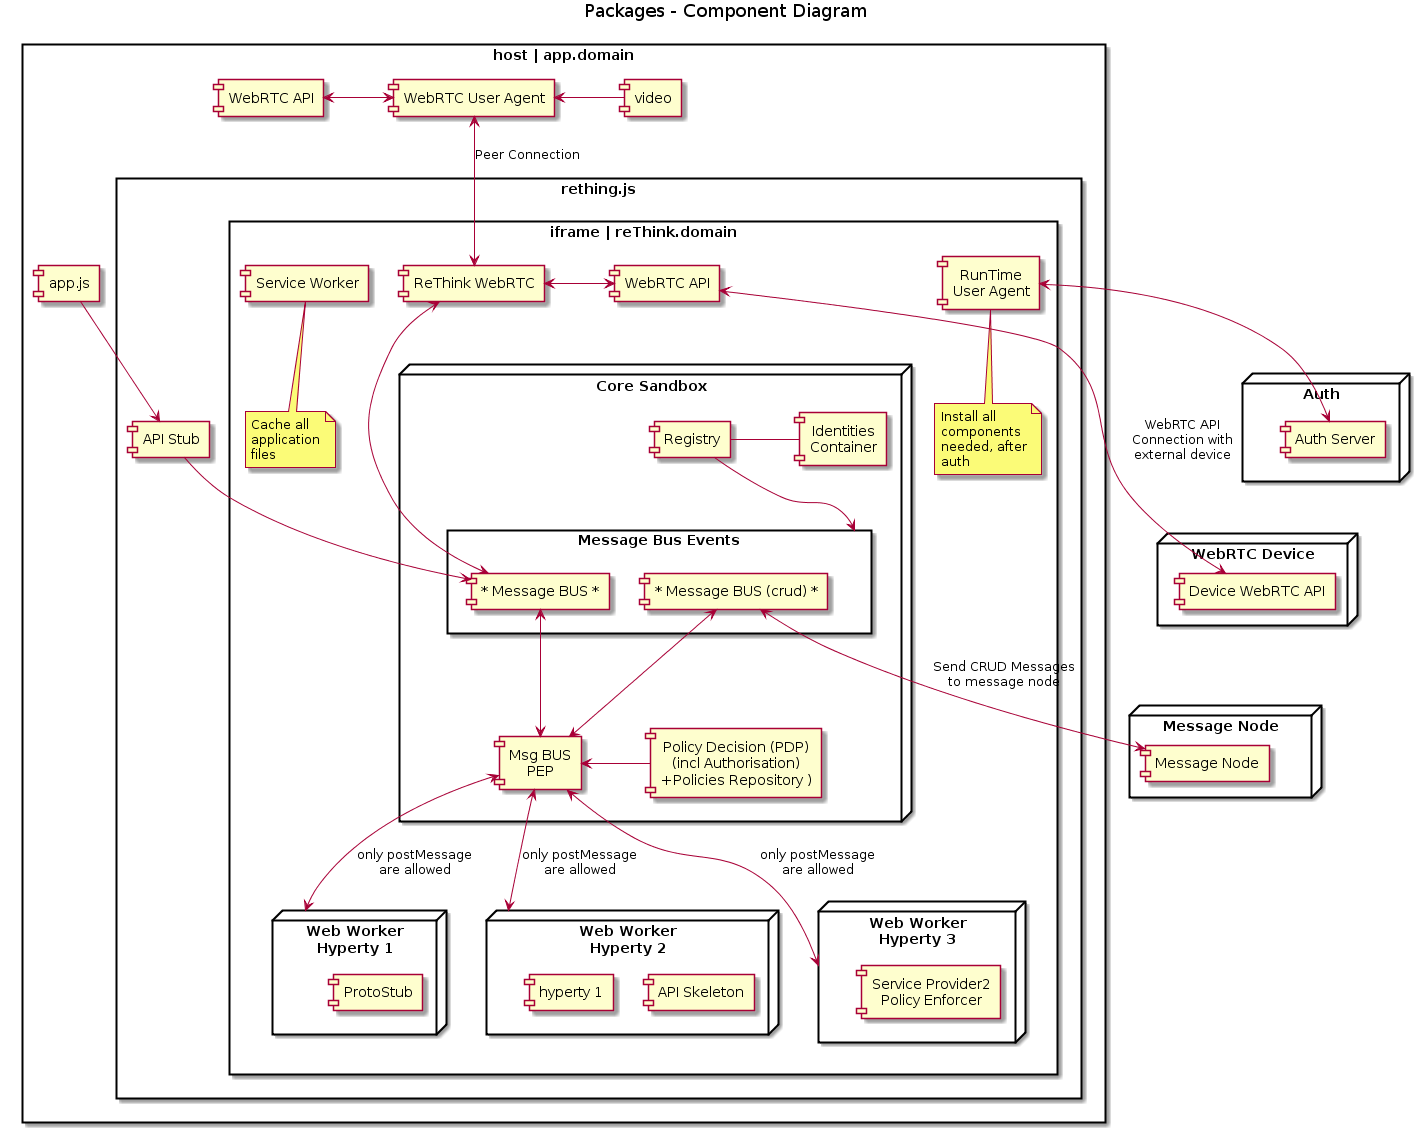 Packages - Component Diagram
host | app.domain
WebRTC API
WebRTC User Agent
video
Peer Connection
rething.js
iframe | reThink.domain
app.js
Service Worker
ReThink WebRTC
WebRTC API
RunTime
User Agent
Core Sandbox
Auth
API Stub
Cache all
application
files
Registry
Identities
Container
Install all
components
needed, after
auth
WebRTC API
Connection with
external device
Auth Server
Message Bus Events
* Message BUS *
* Message BUS (crud) *
WebRTC Device
Device WebRTC API
Send CRUD Messages
to message node
Message Node
Message Node
Msg BUS
PEP
Policy Decision (PDP)
(incl Authorisation)
+Policies Repository )
only postMessage
are allowed
only postMessage
are allowed
only postMessage
are allowed
Web Worker
Hyperty 1
ProtoStub
Web Worker
Hyperty 2
hyperty 1
API Skeleton
Web Worker
Hyperty 3
Service Provider2
Policy Enforcer